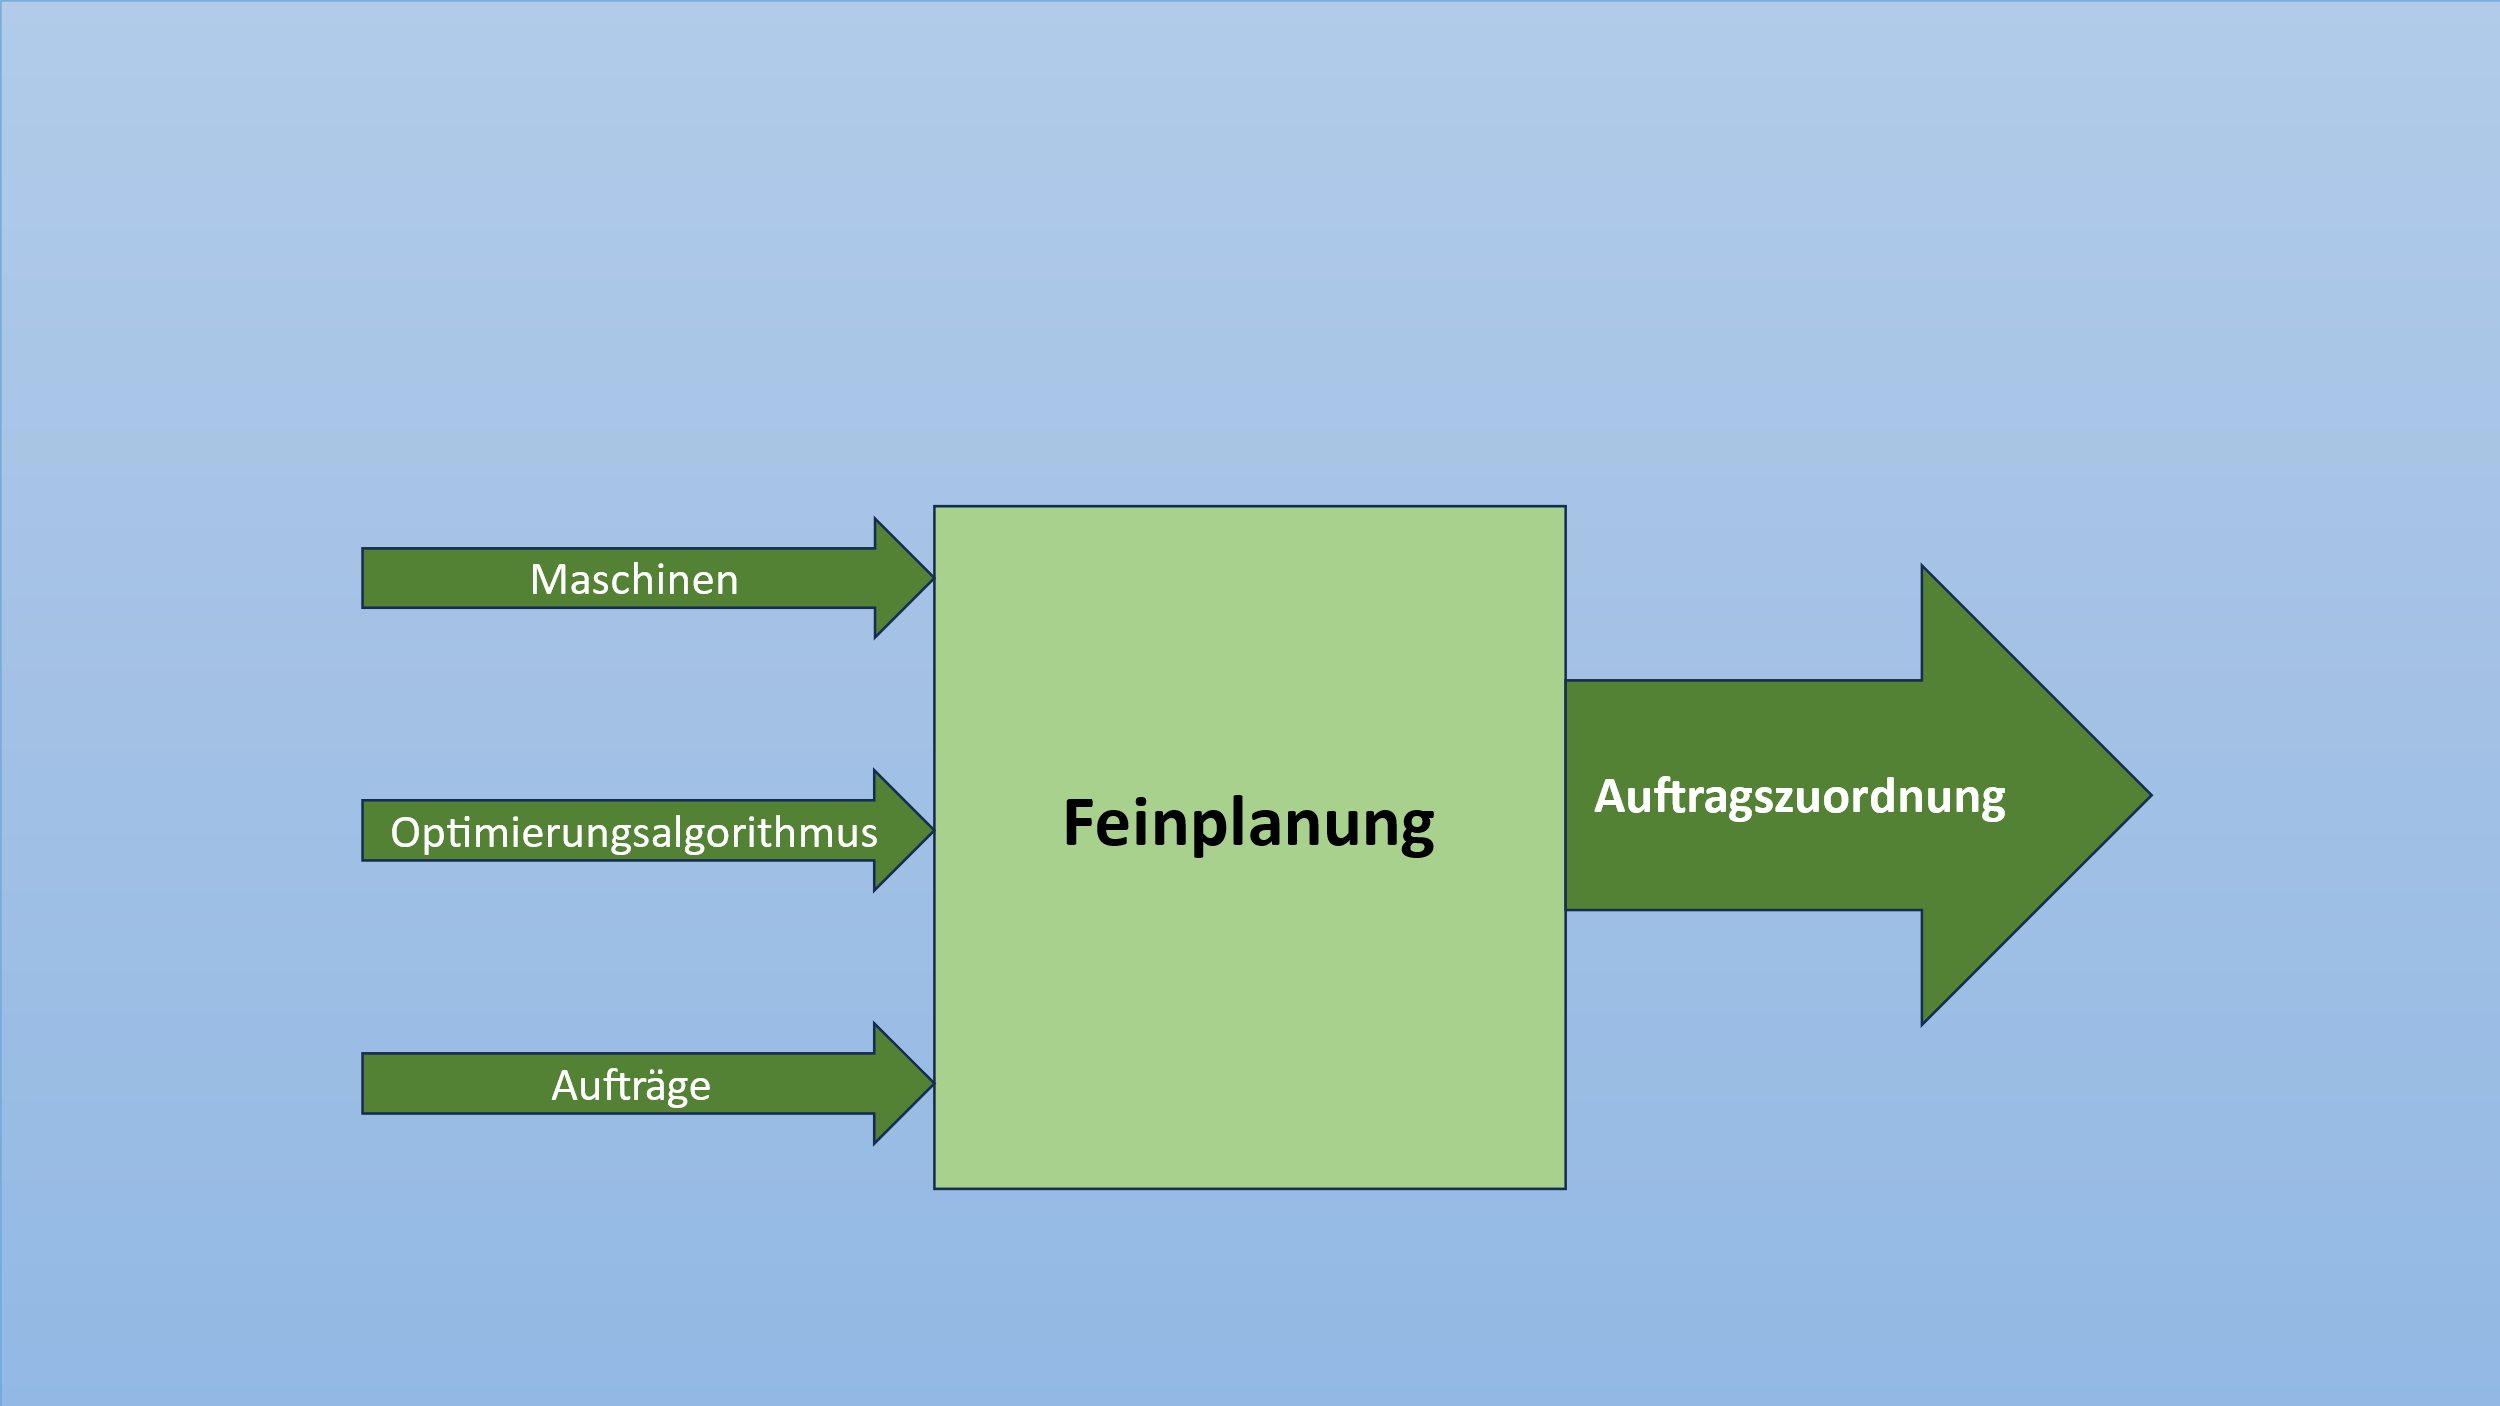 Maschinen
Optimierungsalgorithmus
Aufträge
Feinplanung
Auftragszuordnung